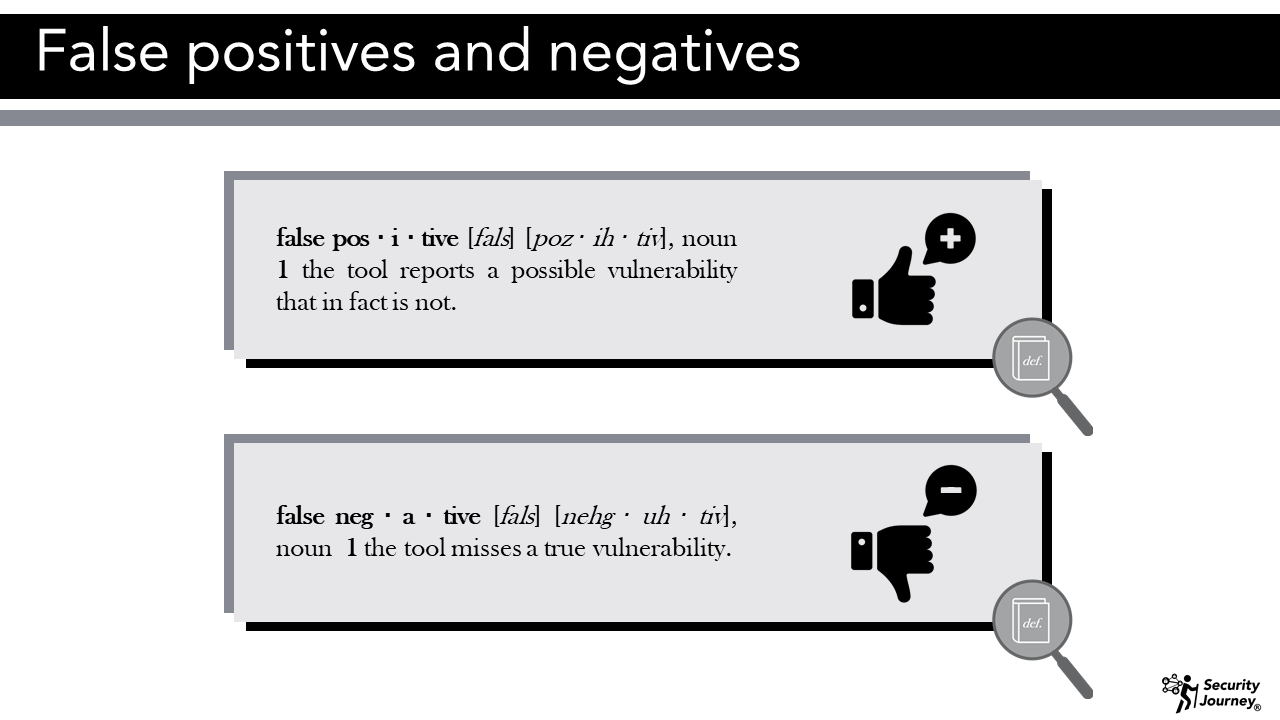 False positives and negatives
false pos · i · tive [fals] [poz · ih · tiv], noun
1 the tool reports a possible vulnerability
that in fact is not.
def.
false neg · a · tive [fals] [nehg · uh · tiv],
noun 1 the tool misses a true vulnerability.
def.
Security
Journey®